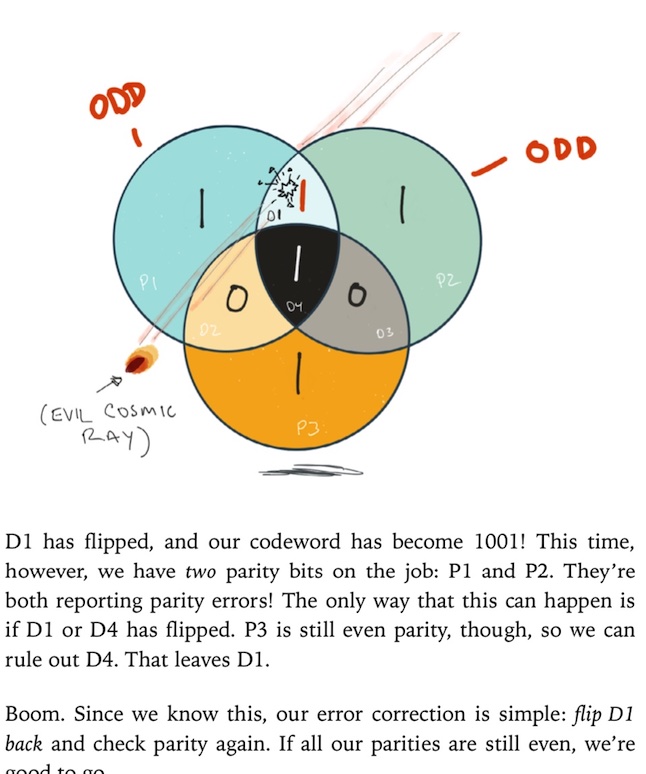 ODD
ODD
1 1 1
D1
P1 1 P2
0 0
D4
D2 D3
1
(EVIL COSMIC
RAY)
P3
D1 has flipped, and our codeword has become 1001! This time,
however, we have two parity bits on the job: P1 and P2. They’re
both reporting parity errors! The only way that this can happen is
if D1 or D4 has flipped. P3 is still even parity, though, so we can
rule out D4. That leaves D1.
Boom. Since we know this, our error correction is simple: flip D1
back and check parity again. If all our parities are still even, we’re
good to go